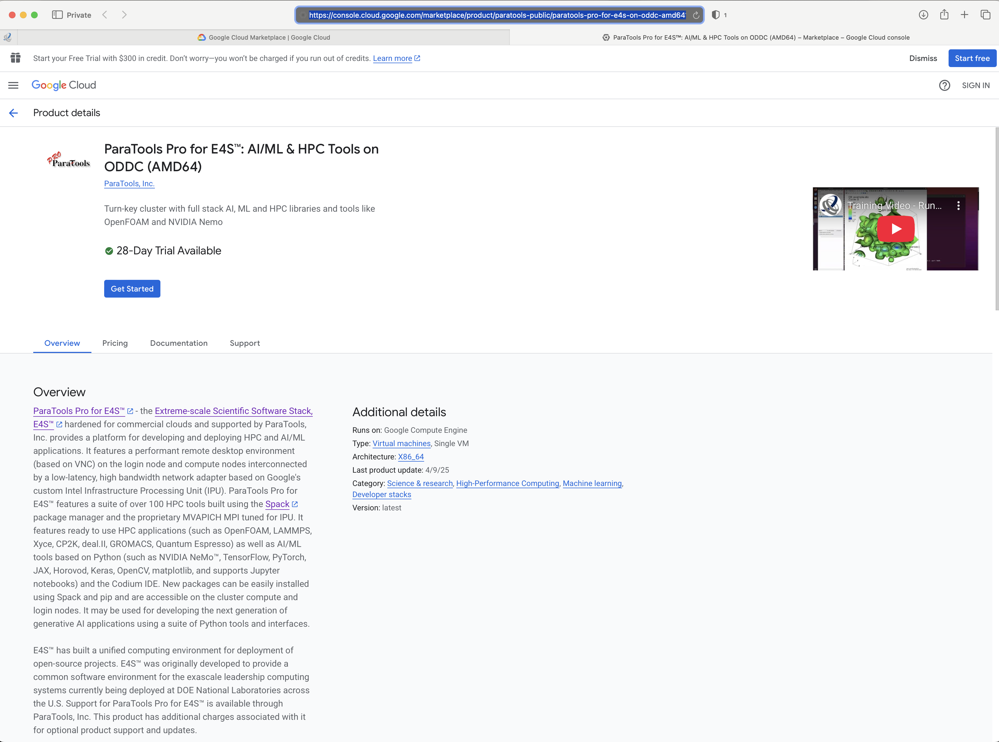 Private
https://console.cloud.google.com/marketplace/product/paratools-public/paratools-pro-for-e4s-on-oddc-amd64
1
Google Cloud Marketplace | Google Cloud
ParaTools Pro for E4S™: AI/ML & HPC Tools on ODDC (AMD64) – Marketplace – Google Cloud console
Start your Free Trial with $300 in credit. Don’t worry—you won’t be charged if you run out of credits. Learn more
Dismiss
Start free
Google Cloud
SIGN IN
Product details
PRO
ParaTools
ParaTools Pro for E4S™: AI/ML & HPC Tools on
ODDC (AMD64)
ParaTools, Inc.
Turn-key cluster with full stack AI, ML and HPC libraries and tools like
OpenFOAM and NVIDIA Nemo
28-Day Trial Available
Get Started
DB: example.silo
Cycle: 0
Training Video - Run...
Overview
Pricing
Documentation
Support
Overview
ParaTools Pro for E4S™ - the Extreme-scale Scientific Software Stack,
E4S™ hardened for commercial clouds and supported by ParaTools,
Inc. provides a platform for developing and deploying HPC and AI/ML
applications. It features a performant remote desktop environment
(based on VNC) on the login node and compute nodes interconnected
by a low-latency, high bandwidth network adapter based on Google's
custom Intel Infrastructure Processing Unit (IPU). ParaTools Pro for
E4S™ features a suite of over 100 HPC tools built using the Spack
package manager and the proprietary MVAPICH MPI tuned for IPU. It
features ready to use HPC applications (such as OpenFOAM, LAMMPS,
Xyce, CP2K, deal.II, GROMACS, Quantum Espresso) as well as AI/ML
tools based on Python (such as NVIDIA NeMo™, TensorFlow, PyTorch,
JAX, Horovod, Keras, OpenCV, matplotlib, and supports Jupyter
notebooks) and the Codium IDE. New packages can be easily installed
using Spack and pip and are accessible on the cluster compute and
login nodes. It may be used for developing the next generation of
generative AI applications using a suite of Python tools and interfaces.
E4S™ has built a unified computing environment for deployment of
open-source projects. E4S™ was originally developed to provide a
common software environment for the exascale leadership computing
systems currently being deployed at DOE National Laboratories across
the U.S. Support for ParaTools Pro for E4S™ is available through
ParaTools, Inc. This product has additional charges associated with it
for optional product support and updates.
Additional details
Runs on: Google Compute Engine
Type: Virtual machines, Single VM
Architecture: X86_64
Last product update: 4/9/25
Category: Science & research, High-Performance Computing, Machine learning,
Developer stacks
Version: latest